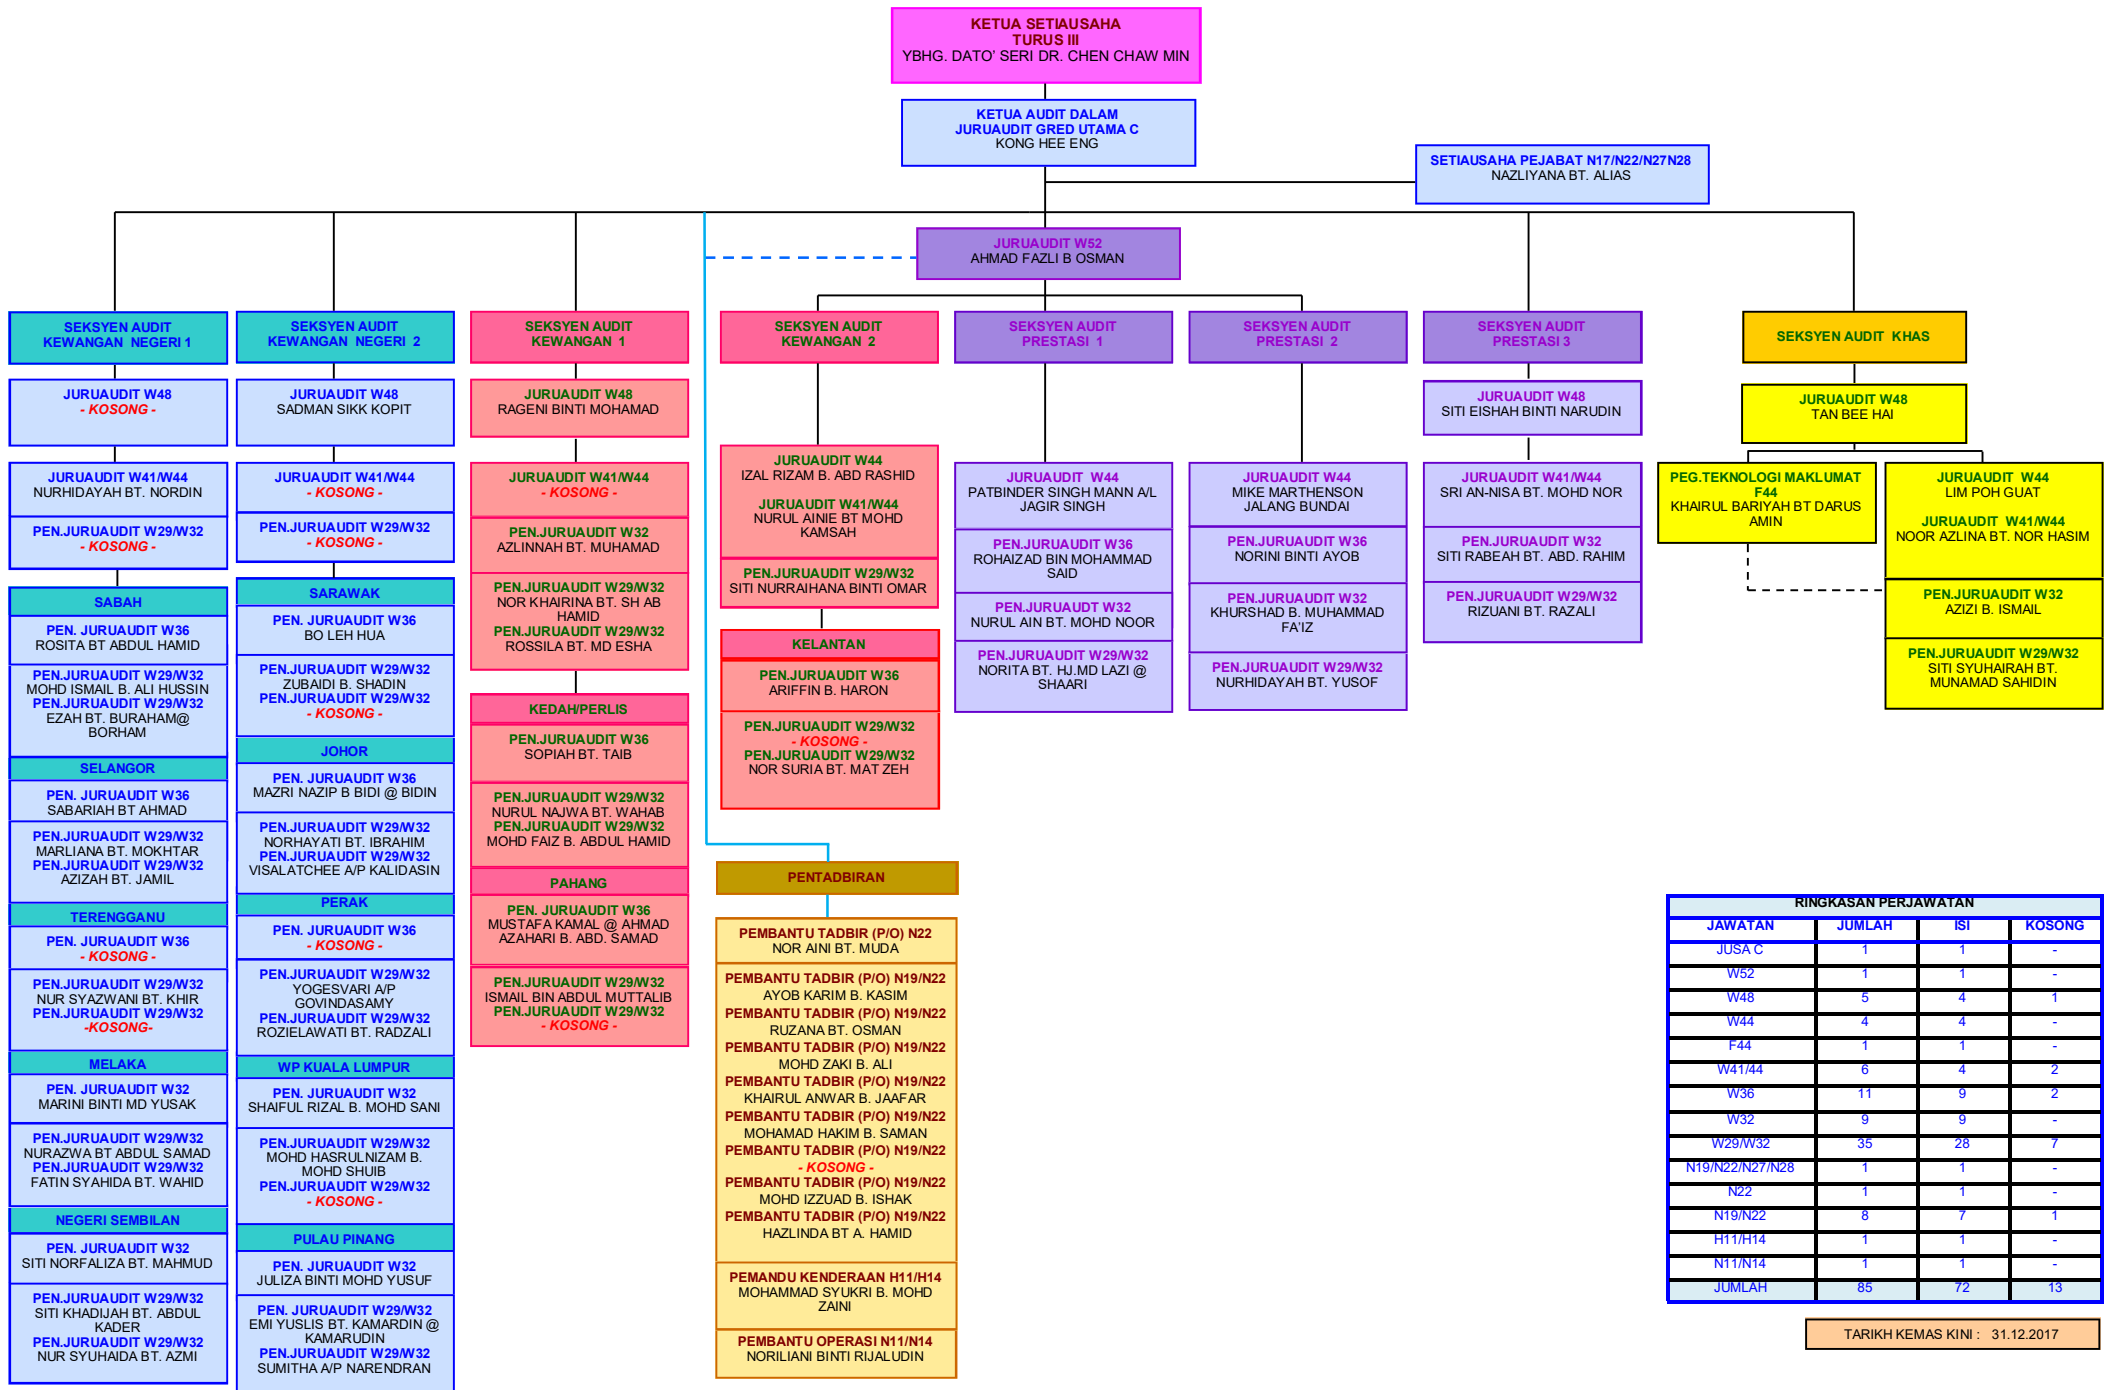 KETUA SETIAUSAHA
TURUS III
YBHG. DATO' SERI DR. CHEN CHAW MIN
KETUA AUDIT DALAM
JURUAUDIT GRED UTAMA C
KONG HEE ENG
SETIAUSAHA PEJABAT N17/N22/N27N28
NAZLIYANA BT. ALIAS
JURUAUDIT W52
AHMAD FAZLI B OSMAN
SEKSYEN AUDIT
KEWANGAN NEGERI 1
JURUAUDIT W48
- KOSONG -
JURUAUDIT W41/W44
NURHIDAYAH BT. NORDIN
PEN.JURUAUDIT W29/W32
- KOSONG -
SABAH
PEN. JURUAUDIT W36
ROSITA BT ABDUL HAMID
PEN.JURUAUDIT W29/W32
MOHD ISMAIL B. ALI HUSSIN
PEN.JURUAUDIT W29/W32
EZAH BT. BURAHAM@
BORHAM
SELANGOR
PEN. JURUAUDIT W36
SABARIAH BT AHMAD
PEN.JURUAUDIT W29/W32
MARLIANA BT. MOKHTAR
PEN.JURUAUDIT W29/W32
AZIZAH BT. JAMIL
TERENGGANU
PEN. JURUAUDIT W36
- KOSONG -
PEN.JURUAUDIT W29/W32
NUR SYAZWANI BT. KHIR
PEN.JURUAUDIT W29/W32
-KOSONG-
MELAKA
PEN. JURUAUDIT W32
MARINI BINTI MD YUSAK
PEN.JURUAUDIT W29/W32
NURAZWA BT ABDUL SAMAD
PEN.JURUAUDIT W29/W32
FATIN SYAHIDA BT. WAHID
NEGERI SEMBILAN
PEN. JURUAUDIT W32
SITI NORFALIZA BT. MAHMUD
PEN.JURUAUDIT W29/W32
SITI KHADIJAH BT. ABDUL
KADER
PEN.JURUAUDIT W29/W32
NUR SYUHAIDA BT. AZMI
SEKSYEN AUDIT
KEWANGAN NEGERI 2
JURUAUDIT W48
SADMAN SIKK KOPIT
JURUAUDIT W41/W44
- KOSONG -
PEN.JURUAUDIT W29/W32
- KOSONG -
SARAWAK
PEN. JURUAUDIT W36
BO LEH HUA
PEN.JURUAUDIT W29/W32
ZUBAIDI B. SHADIN
PEN.JURUAUDIT W29/W32
- KOSONG -
JOHOR
PEN. JURUAUDIT W36
MAZRI NAZIP B BIDI @ BIDIN
PEN.JURUAUDIT W29/W32
NORHAYATI BT. IBRAHIM
PEN.JURUAUDIT W29/W32
VISALATCHEE A/P KALIDASIN
PERAK
PEN. JURUAUDIT W36
- KOSONG -
PEN.JURUAUDIT W29/W32
YOGESVARI A/P
GOVINDASAMY
PEN.JURUAUDIT W29/W32
ROZIELAWATI BT. RADZALI
WP KUALA LUMPUR
PEN. JURUAUDIT W32
SHAIFUL RIZAL B. MOHD SANI
PEN.JURUAUDIT W29/W32
MOHD HASRULNIZAM B.
MOHD SHUIB
PEN.JURUAUDIT W29/W32
- KOSONG -
PULAU PINANG
PEN. JURUAUDIT W32
JULIZA BINTI MOHD YUSUF
PEN. JURUAUDIT W29/W32
EMI YUSLIS BT. KAMARDIN @
KAMARUDIN
PEN.JURUAUDIT W29/W32
SUMITHA A/P NARENDRAN
SEKSYEN AUDIT
KEWANGAN 1
JURUAUDIT W48
RAGENI BINTI MOHAMAD
JURUAUDIT W41/W44
- KOSONG -
PEN.JURUAUDIT W32
AZLINNAH BT. MUHAMAD
PEN.JURUAUDIT W29/W32
NOR KHAIRINA BT. SH AB
HAMID
PEN.JURUAUDIT W29/W32
ROSSILA BT. MD ESHA
KEDAH/PERLIS
PEN.JURUAUDIT W36
SOPIAH BT. TAIB
PEN.JURUAUDIT W29/W32
NURUL NAJWA BT. WAHAB
PEN.JURUAUDIT W29/W32
MOHD FAIZ B. ABDUL HAMID
PAHANG
PEN. JURUAUDIT W36
MUSTAFA KAMAL @ AHMAD
AZAHARI B. ABD. SAMAD
PEN.JURUAUDIT W29/W32
ISMAIL BIN ABDUL MUTTALIB
PEN.JURUAUDIT W29/W32
- KOSONG -
SEKSYEN AUDIT
KEWANGAN 2
JURUAUDIT W44
IZAL RIZAM B. ABD RASHID
JURUAUDIT W41/W44
NURUL AINIE BT MOHD
KAMSAH
PEN.JURUAUDIT W29/W32
SITI NURRAIHANA BINTI OMAR
KELANTAN
PEN.JURUAUDIT W36
ARIFFIN B. HARON
PEN.JURUAUDIT W29/W32
- KOSONG -
PEN.JURUAUDIT W29/W32
NOR SURIA BT. MAT ZEH
PENTADBIRAN
PEMBANTU TADBIR (P/O) N22
NOR AINI BT. MUDA
PEMBANTU TADBIR (P/O) N19/N22
AYOB KARIM B. KASIM
PEMBANTU TADBIR (P/O) N19/N22
RUZANA BT. OSMAN
PEMBANTU TADBIR (P/O) N19/N22
MOHD ZAKI B. ALI
PEMBANTU TADBIR (P/O) N19/N22
KHAIRUL ANWAR B. JAAFAR
PEMBANTU TADBIR (P/O) N19/N22
MOHAMAD HAKIM B. SAMAN
PEMBANTU TADBIR (P/O) N19/N22
- KOSONG -
PEMBANTU TADBIR (P/O) N19/N22
MOHD IZZUAD B. ISHAK
PEMBANTU TADBIR (P/O) N19/N22
HAZLINDA BT A. HAMID
PEMANDU KENDERAAN H11/H14
MOHAMMAD SYUKRI B. MOHD
ZAINI
PEMBANTU OPERASI N11/N14
NORILIANI BINTI RIJALUDIN
SEKSYEN AUDIT
PRESTASI 1
JURUAUDIT W44
PATBINDER SINGH MANN A/L
JAGIR SINGH
PEN.JURUAUDIT W36
ROHAIZAD BIN MOHAMMAD
SAID
PEN.JURUAUDT W32
NURUL AIN BT. MOHD NOOR
PEN.JURUAUDIT W29/W32
NORITA BT. HJ.MD LAZI @
SHAARI
SEKSYEN AUDIT
PRESTASI 2
JURUAUDIT W44
MIKE MARTHENSON
JALANG BUNDAI
PEN.JURUAUDIT W36
NORINI BINTI AYOB
PEN.JURUAUDIT W32
KHURSHAD B. MUHAMMAD
FA'IZ
PEN.JURUAUDIT W29/W32
NURHIDAYAH BT. YUSOF
SEKSYEN AUDIT
PRESTASI 3
JURUAUDIT W48
SITI EISHAH BINTI NARUDIN
JURUAUDIT W41/W44
SRI AN-NISA BT. MOHD NOR
PEN.JURUAUDIT W32
SITI RABEAH BT. ABD. RAHIM
PEN.JURUAUDIT W29/W32
RIZUANI BT. RAZALI
SEKSYEN AUDIT KHAS
JURUAUDIT W48
TAN BEE HAI
PEG.TEKNOLOGI MAKLUMAT
F44
KHAIRUL BARIYAH BT DARUS
AMIN
JURUAUDIT W44
LIM POH GUAT
JURUAUDIT W41/W44
NOOR AZLINA BT. NOR HASIM
PEN.JURUAUDIT W32
AZIZI B. ISMAIL
PEN.JURUAUDIT W29/W32
SITI SYUHAIRAH BT.
MUNAMAD SAHIDIN
RINGKASAN PERJAWATAN
JAWATAN JUMLAH ISI KOSONG
JUSA C 1 1 -
W52 1 1 -
W48 5 4 1
W44 4 4 -
F44 1 1 -
W41/44 6 4 2
W36 11 9 2
W32 9 9 -
W29/W32 35 28 7
N19/N22/N27/N28 1 1 -
N22 1 1 -
N19/N22 8 7 1
H11/H14 1 1 -
N11/N14 1 1 -
JUMLAH 85 72 13
TARIKH KEMAS KINI : 31.12.2017